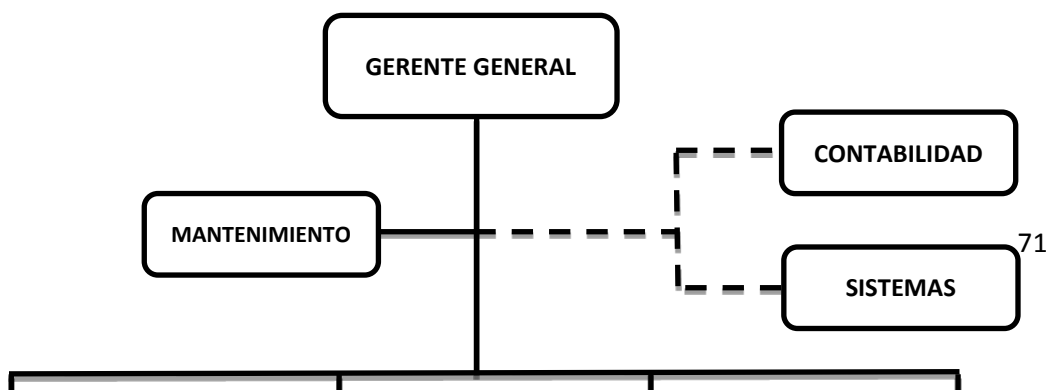 GERENTE GENERAL
CONTABILIDAD
MANTENIMIENTO
71
SISTEMAS